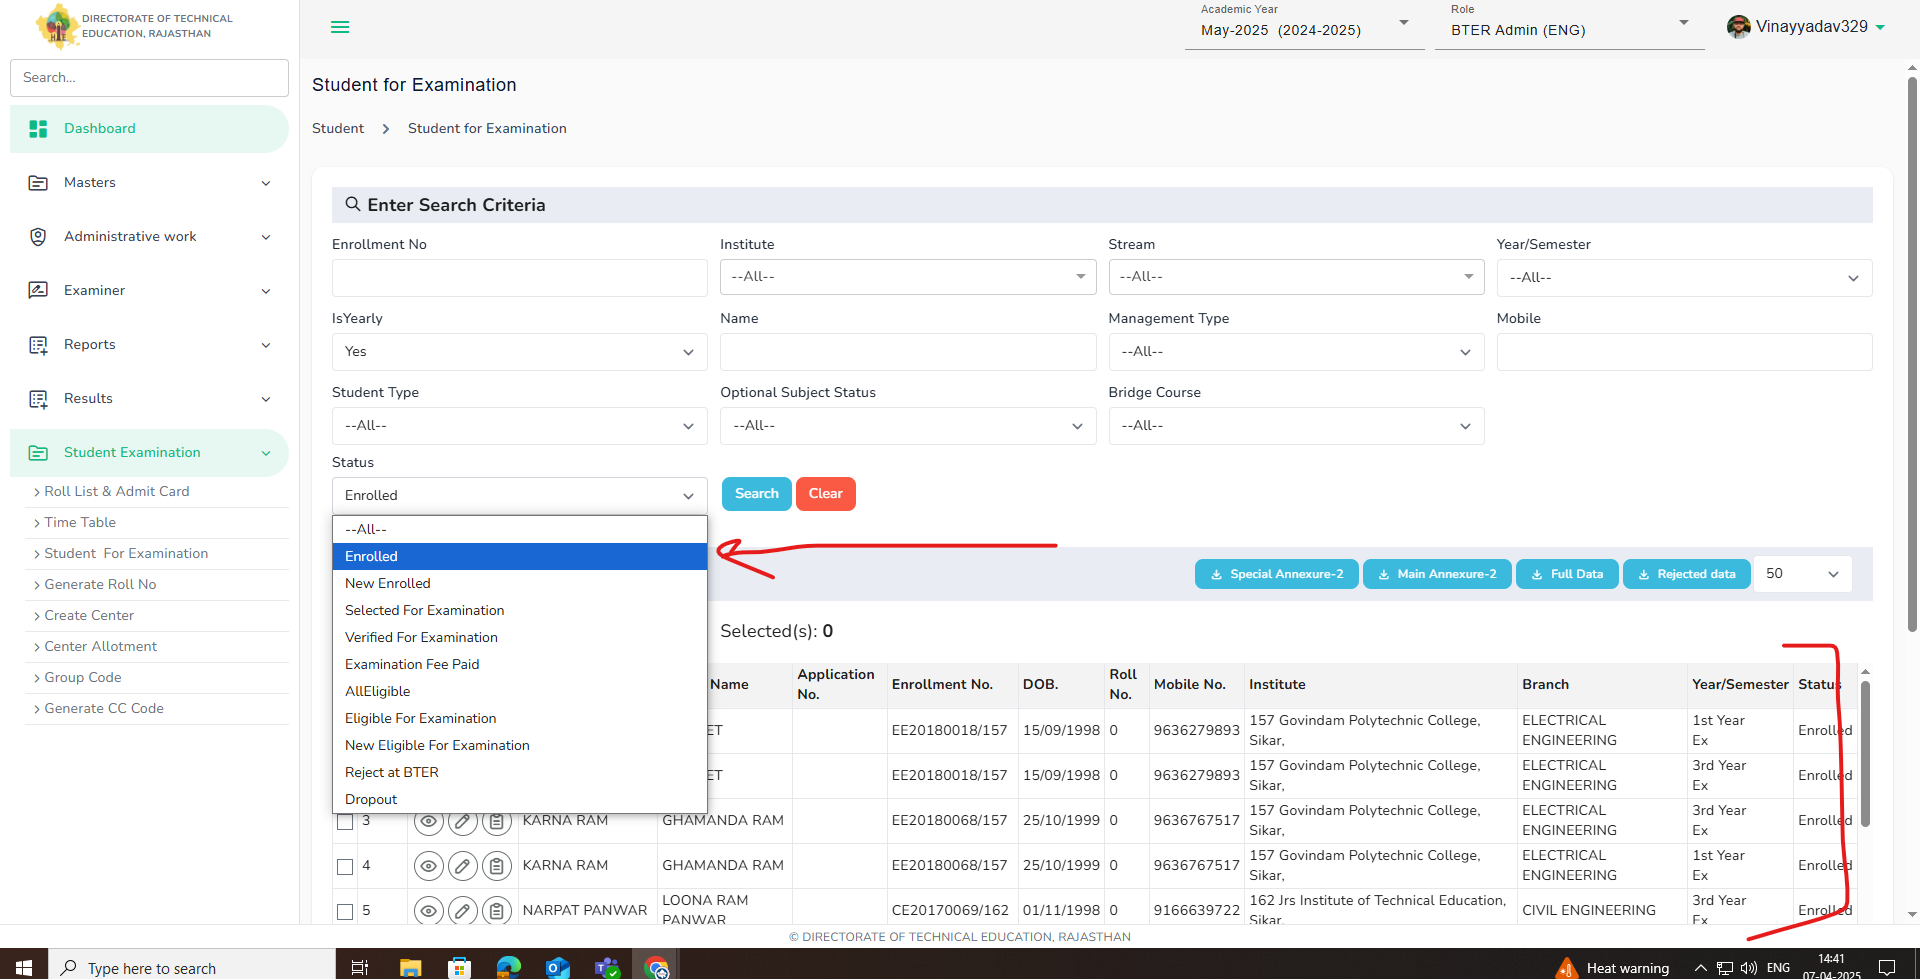 DIRECTORATE OF TECHNICAL
EDUCATION, RAJASTHAN
Academic Year
May-2025 (2024-2025)
Role
BTER Admin (ENG)
Vinayyadav329
Search...
Dashboard
Masters
Administrative work
Examiner
Reports
Results
Student Examination
Roll List & Admit Card
Time Table
Student For Examination
Generate Roll No
Create Center
Center Allotment
Group Code
Generate CC Code
Student for Examination
Student > Student for Examination
Enter Search Criteria
Enrollment No
Institute
Stream
Year/Semester
--All--
--All--
--All--
IsYearly
Name
Management Type
Mobile
Yes
--All--
Student Type
Optional Subject Status
Bridge Course
--All--
--All--
--All--
Status
Enrolled
Search
Clear
--All--
Enrolled
New Enrolled
Selected For Examination
Verified For Examination
Examination Fee Paid
AllEligible
Eligible For Examination
New Eligible For Examination
Reject at BTER
Dropout
Special Annexure-2
Main Annexure-2
Full Data
Rejected data
50
Selected(s): 0
Name Application No. Enrollment No. DOB. Roll No. Mobile No. Institute Branch Year/Semester Status
ET EE20180018/157 15/09/1998 0 9636279893 157 Govindam Polytechnic College, Sikar, ELECTRICAL ENGINEERING 1st Year Ex Enrolled
ET EE20180018/157 15/09/1998 0 9636279893 157 Govindam Polytechnic College, Sikar, ELECTRICAL ENGINEERING 3rd Year Ex Enrolled
3 KARNA RAM GHAMANDA RAM EE20180068/157 25/10/1999 0 9636767517 157 Govindam Polytechnic College, Sikar, ELECTRICAL ENGINEERING 3rd Year Ex Enrolled
4 KARNA RAM GHAMANDA RAM EE20180068/157 25/10/1999 0 9636767517 157 Govindam Polytechnic College, Sikar, ELECTRICAL ENGINEERING 1st Year Ex Enrolled
5 NARPAT PANWAR LOONA RAM PANWAR CE20170069/162 01/11/1998 0 9166639722 162 Jrs Institute of Technical Education, Sikar, CIVIL ENGINEERING 3rd Year Ex Enrolled
© DIRECTORATE OF TECHNICAL EDUCATION, RAJASTHAN
Type here to search
Heat warning
ENG
14:41
07-04-2025